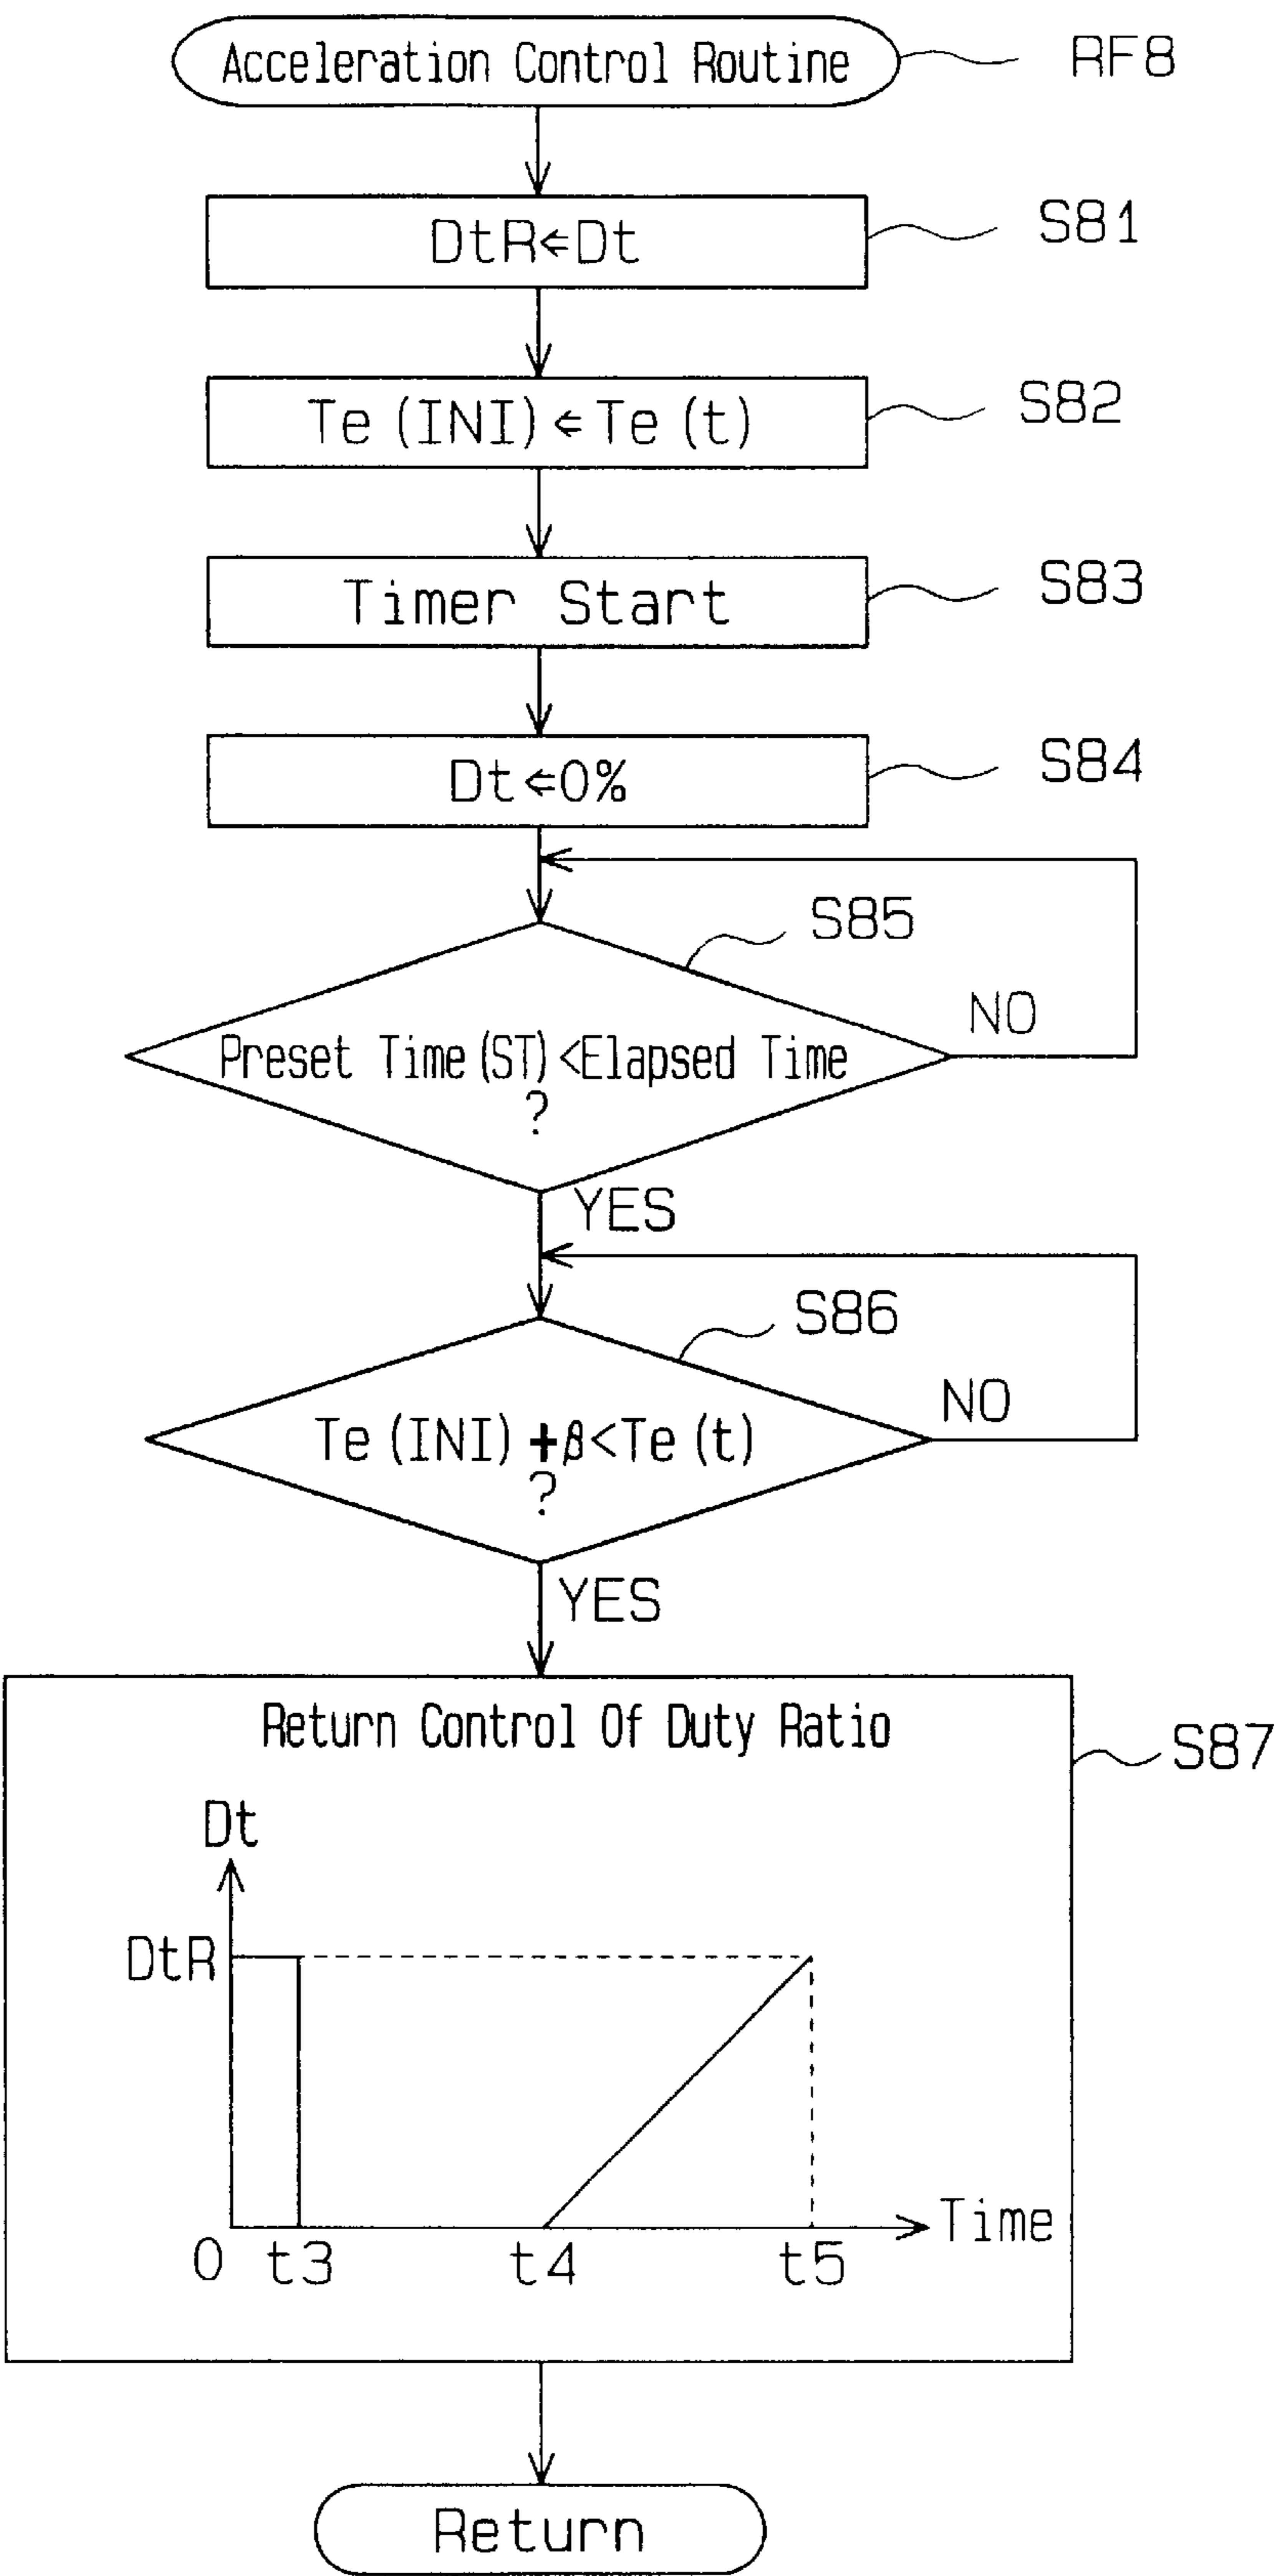 Acceleration Control Routine
RF8
DtR⇐Dt
S81
Te(INI)⇐Te(t)
S82
Timer Start
S83
Dt⇐0%
S84
S85
NO
Preset Time(ST)<Elapsed Time
?
YES
S86
NO
Te(INI)+β<Te(t)
?
YES
Return Control Of Duty Ratio
S87
Dt
DtR
Time
0 t3 t4 t5
Return